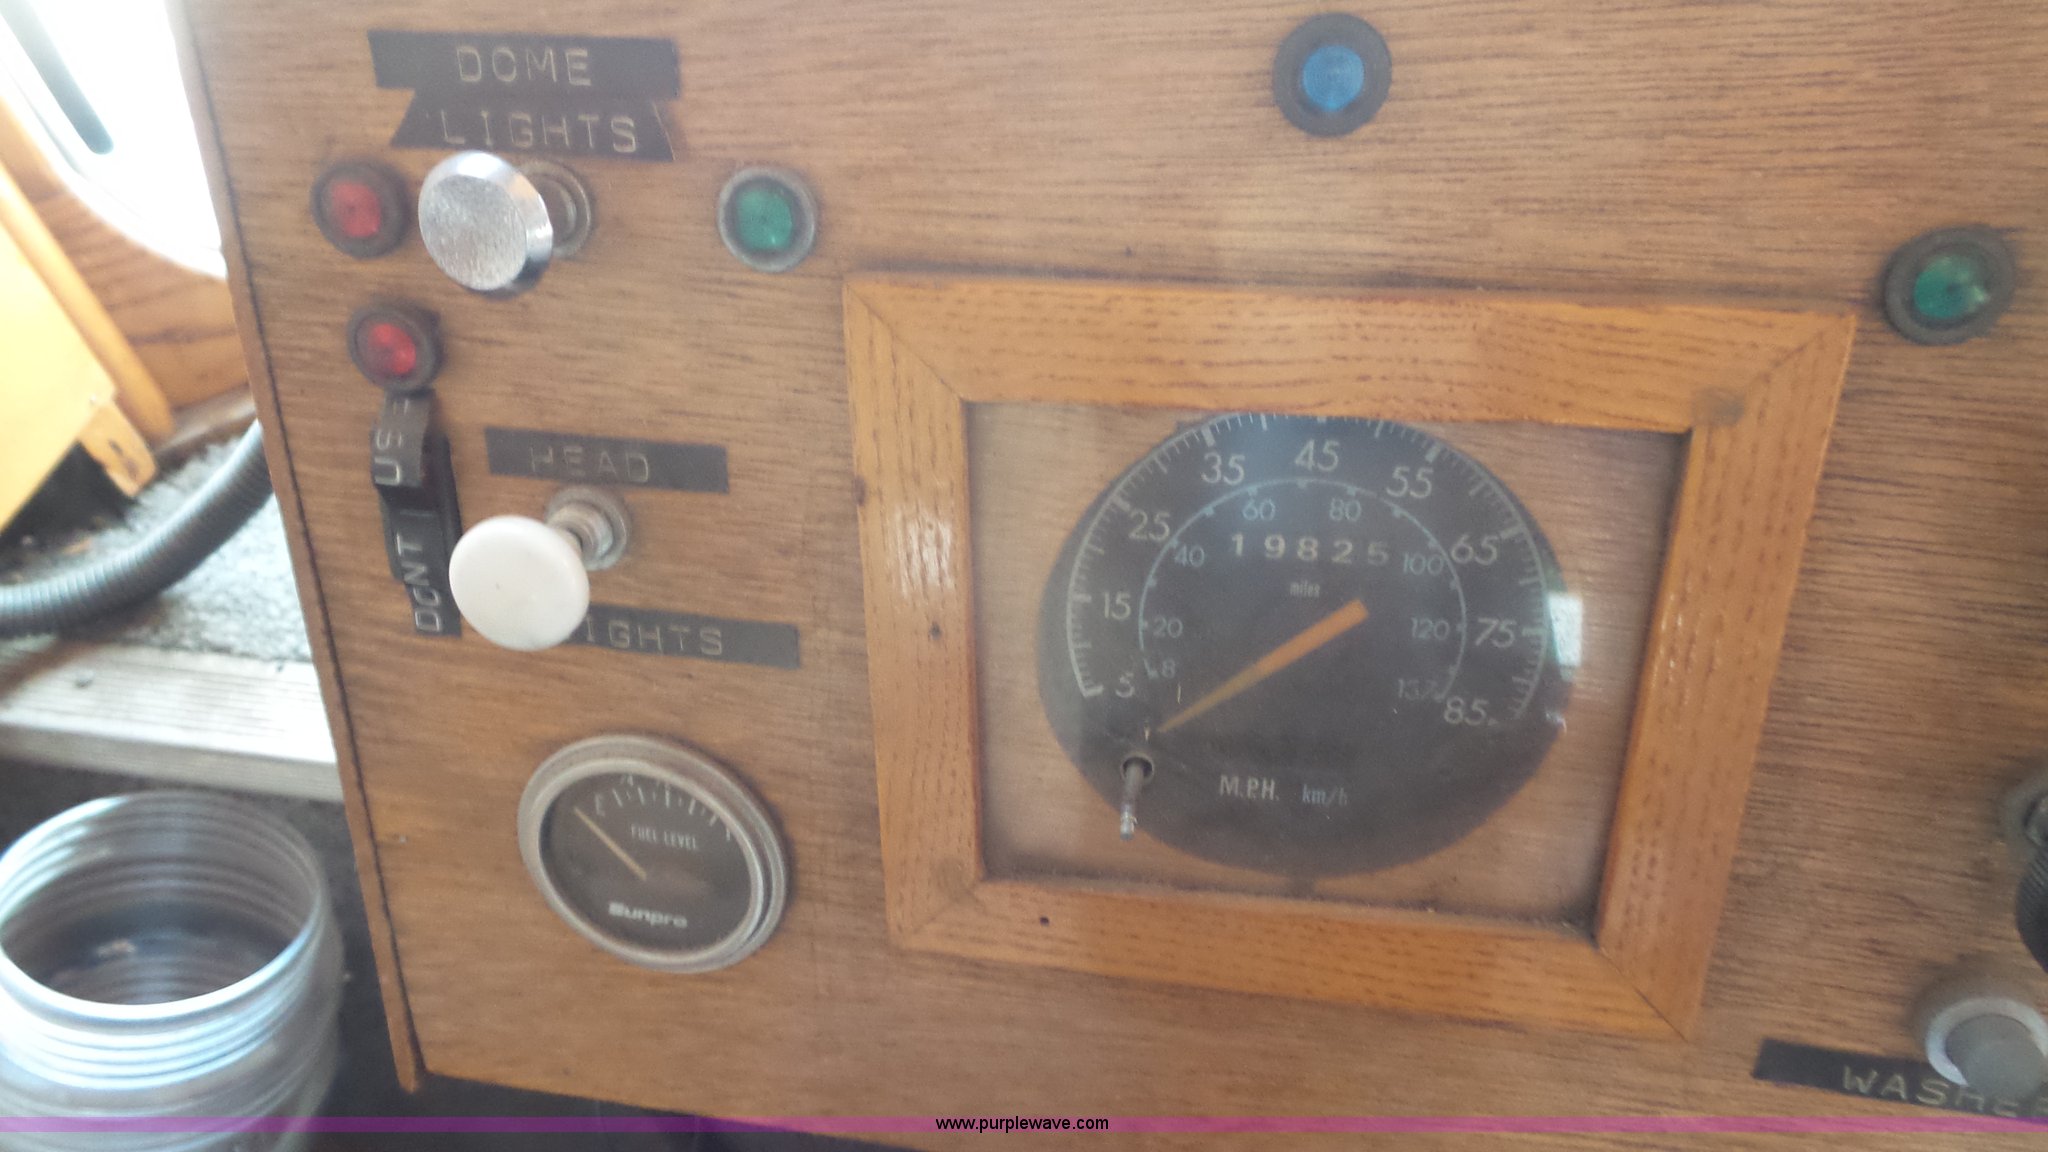 DOME
LIGHTS
HEAD
DONT USE
LIGHTS
45
35
55
60
80
25
65
19825
40
100
miles
15
20
120
75
8
5
85
M.P.H. km/h
FUEL LEVEL
Sunpro
WASHE
www.purplewave.com